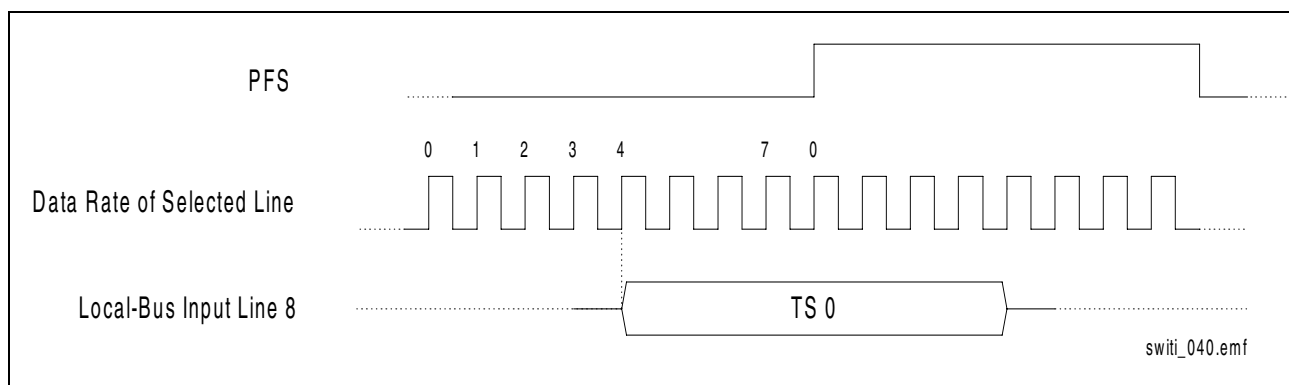 PFS
0 1 2 3 4 7 0
Data Rate of Selected Line
Local-Bus Input Line 8
TS 0
switi_040.emf